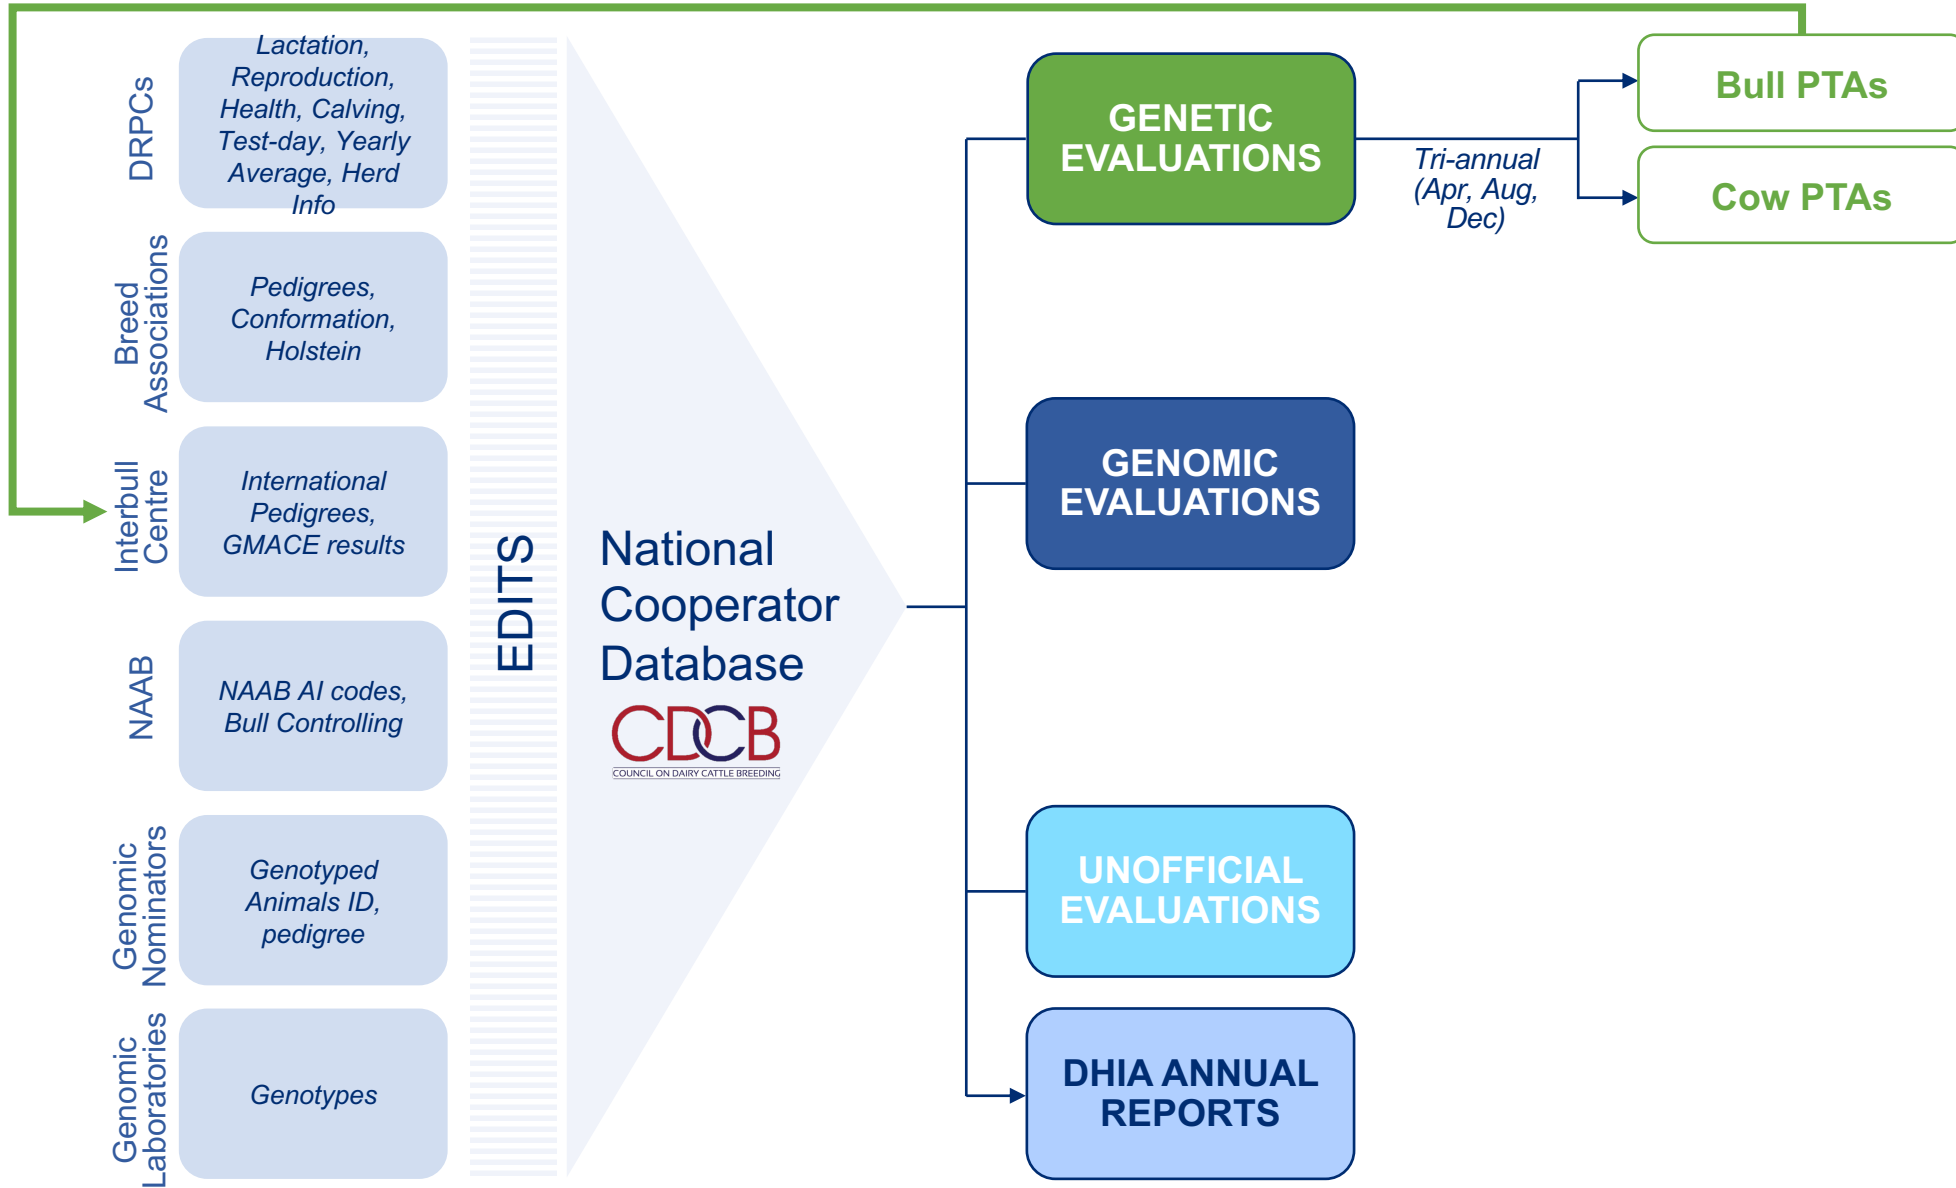 DRPCs
Lactation,
Reproduction,
Health, Calving,
Test-day, Yearly
Average, Herd
Info
Breed
Associations
Pedigrees,
Conformation,
Holstein
Interbull
Centre
International
Pedigrees,
GMACE results
NAAB
NAAB AI codes,
Bull Controlling
Genomic
Nominators
Genotyped
Animals ID,
pedigree
Genomic
Laboratories
Genotypes
EDITS
National
Cooperator
Database
CDCB
COUNCIL ON DAIRY CATTLE BREEDING
GENETIC
EVALUATIONS
Tri-annual
(Apr, Aug,
Dec)
Bull PTAs
Cow PTAs
GENOMIC
EVALUATIONS
UNOFFICIAL
EVALUATIONS
DHIA ANNUAL
REPORTS